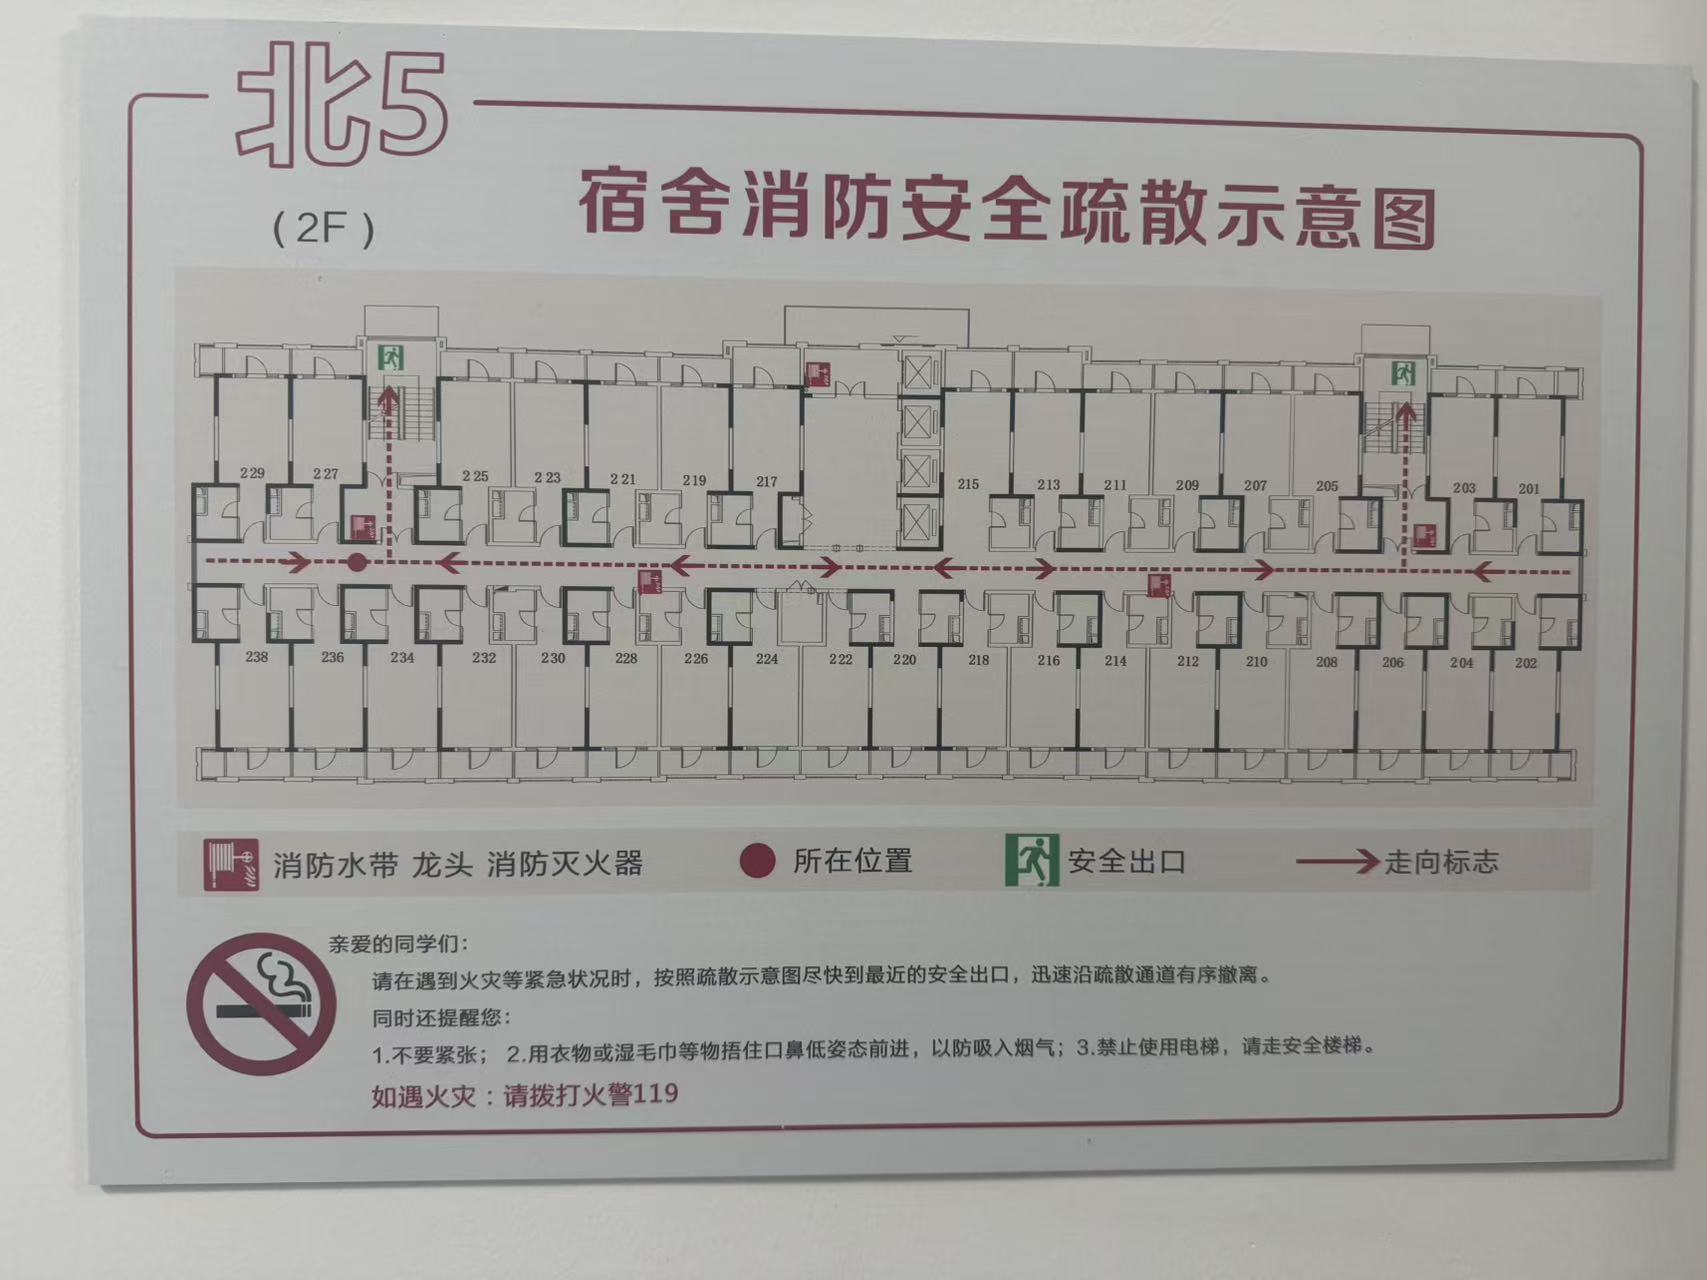 北5
(2F)
宿舍消防安全疏散示意图
229 227 225 223 221 219 217 215 213 211 209 207 205 203 201
238 236 234 232 230 228 226 224 222 220 218 216 214 212 210 208 206 204 202
消防水带 龙头 消防灭火器 所在位置 安全出口 走向标志
亲爱的同学们：
请在遇到火灾等紧急状况时，按照疏散示意图尽快到最近的安全出口，迅速沿疏散通道有序撤离。
同时还提醒您：
1.不要紧张； 2.用衣物或湿毛巾等物捂住口鼻低姿态前进，以防吸入烟气；3.禁止使用电梯，请走安全楼梯。
如遇火灾：请拨打火警119